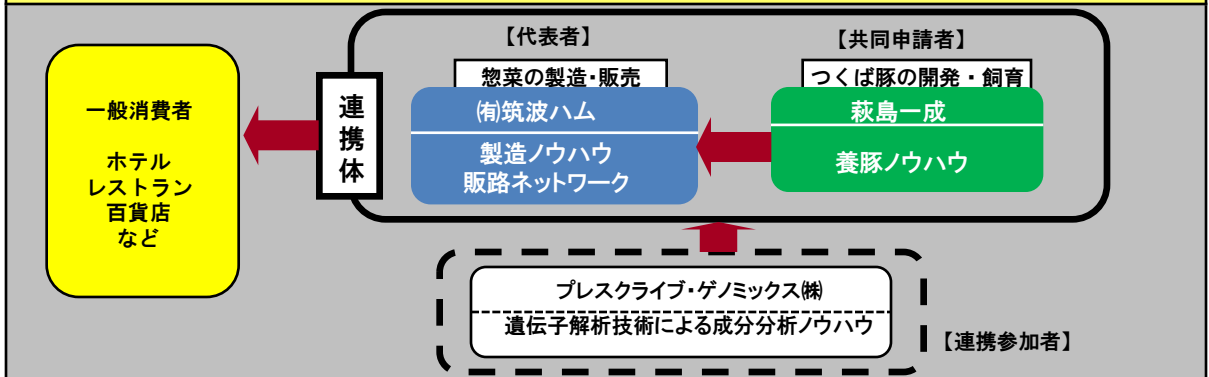 【代表者】
【共同申請者】
惣菜の製造・販売
つくば豚の開発・飼育
㈲筑波ハム
萩島一成
製造ノウハウ
販路ネットワーク
養豚ノウハウ
連携体
一般消費者
ホテル
レストラン
百貨店
など
プレスクライブ・ゲノミックス㈱
遺伝子解析技術による成分分析ノウハウ
【連携参加者】